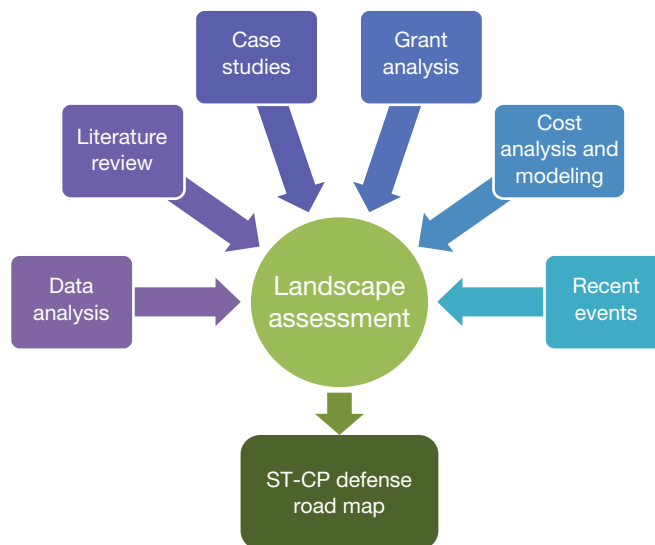 Case
studies
Grant
analysis
Literature
review
Cost
analysis and
modeling
Data
analysis
Landscape
assessment
Recent
events
ST-CP defense
road map